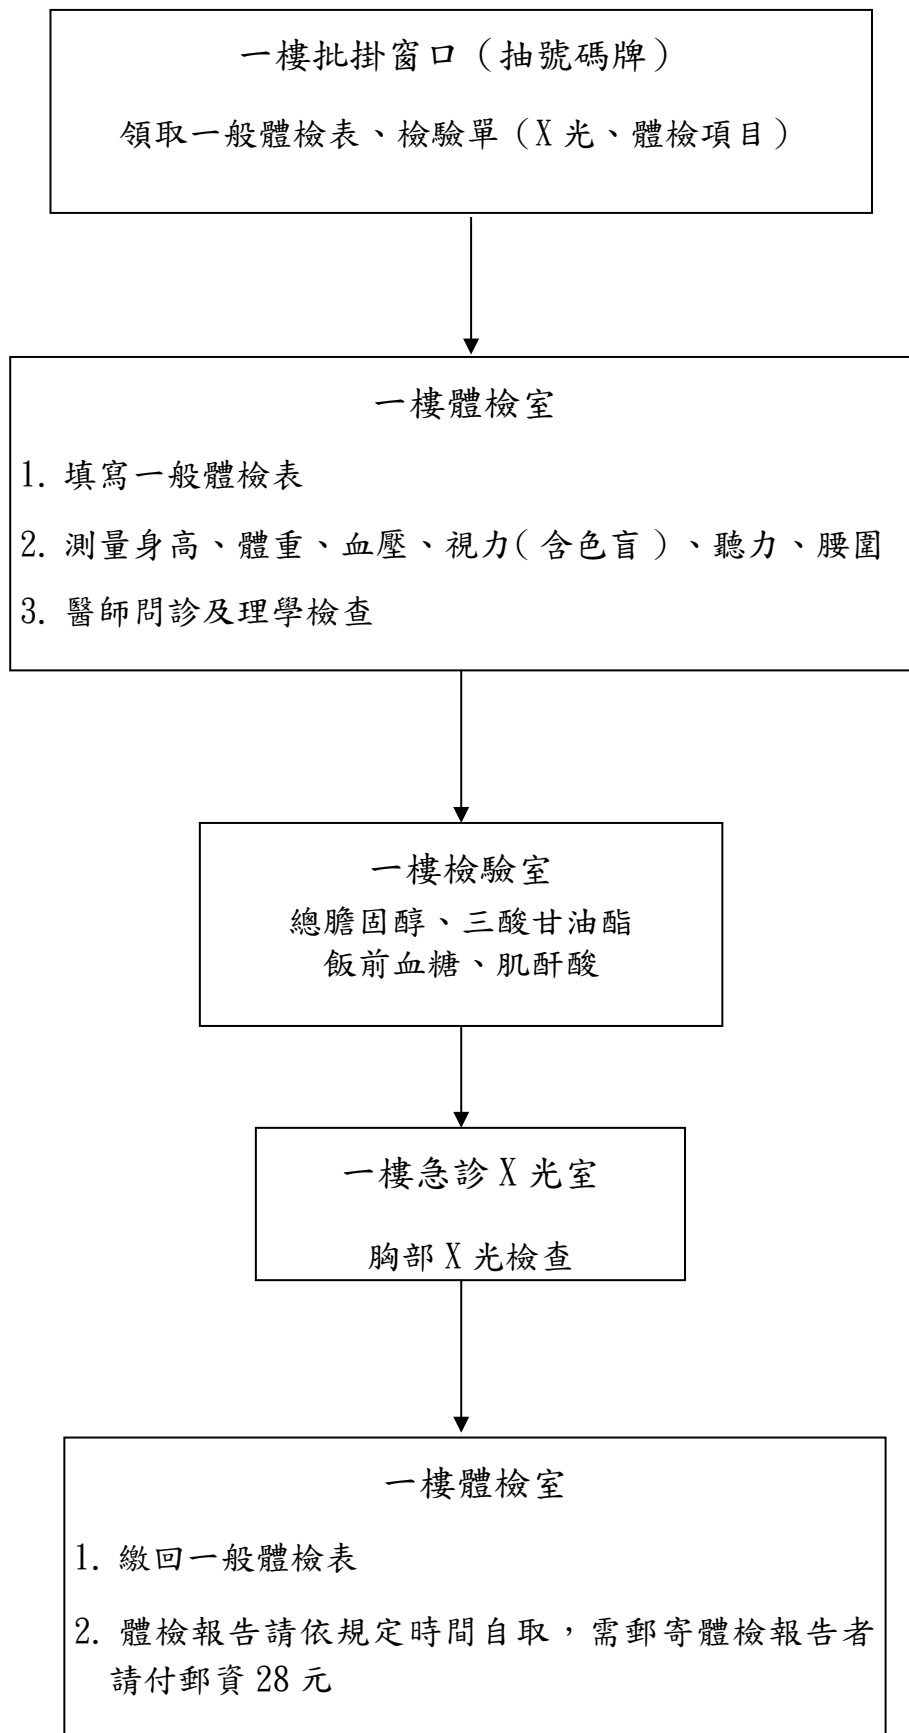 一樓批掛窗口（抽號碼牌）
領取一般體檢表、檢驗單（X 光、體檢項目）
一樓體檢室
1. 填寫一般體檢表
2. 測量身高、體重、血壓、視力(含色盲)、聽力、腰圍
3. 醫師問診及理學檢查
一樓檢驗室
總膽固醇、三酸甘油酯
飯前血糖、肌酐酸
一樓急診 X 光室
胸部 X 光檢查
一樓體檢室
1. 繳回一般體檢表
2. 體檢報告請依規定時間自取，需郵寄體檢報告者
請付郵資 28 元